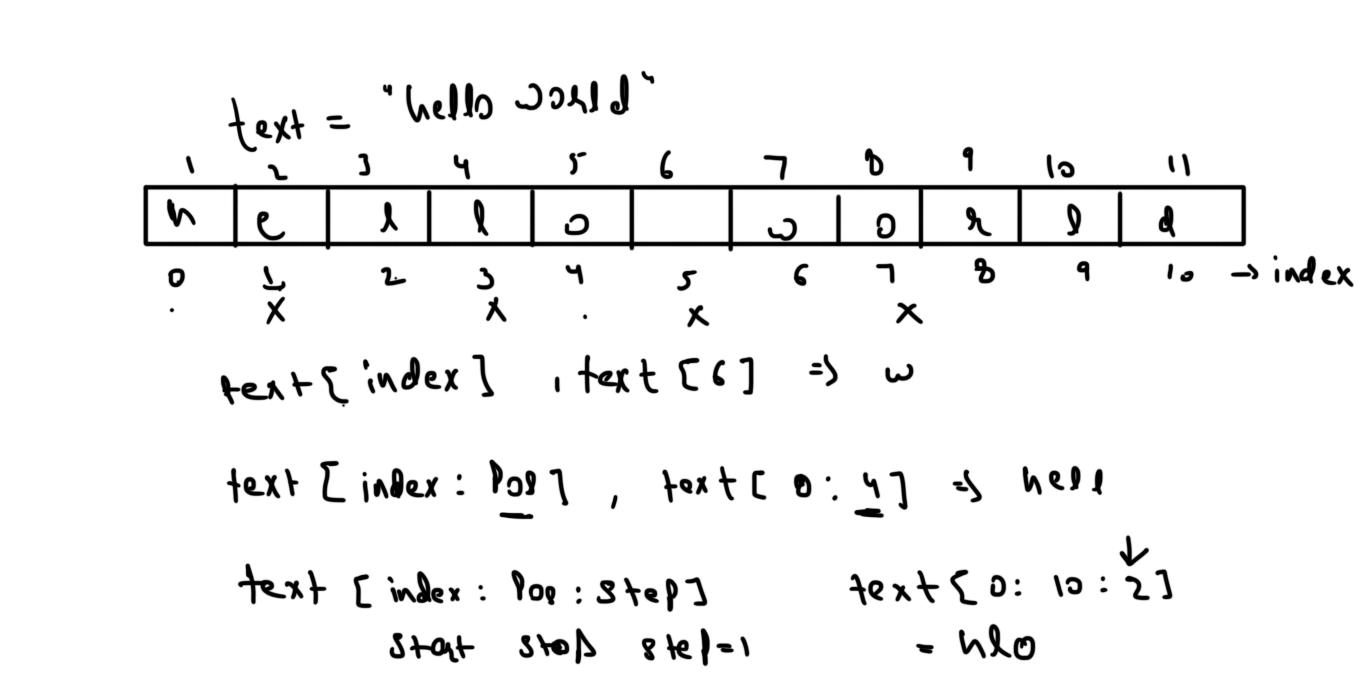 text = "hello world"
1 2 3 4 5 6 7 8 9 10 11
h e l l o w o r l d
0 1 2 3 4 5 6 7 8 9 10 → index
x x x x
text[index] , text[6] ⇒ w
text[index: Pos] , text[0:4] ⇒ hell
text[index: Pos: step] text[0: 10: 2]
start stop step=1 = hlo